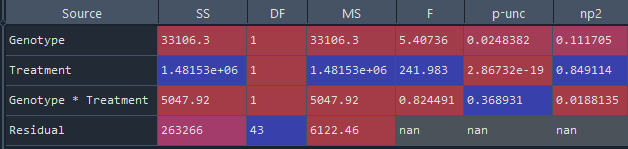 Source SS DF MS F p-unc np2
Genotype 33106.3 1 33106.3 5.40736 0.0248382 0.111705
Treatment 1.48153e+06 1 1.48153e+06 241.983 2.86732e-19 0.849114
Genotype * Treatment 5047.92 1 5047.92 0.824491 0.368931 0.0188135
Residual 263266 43 6122.46 nan nan nan